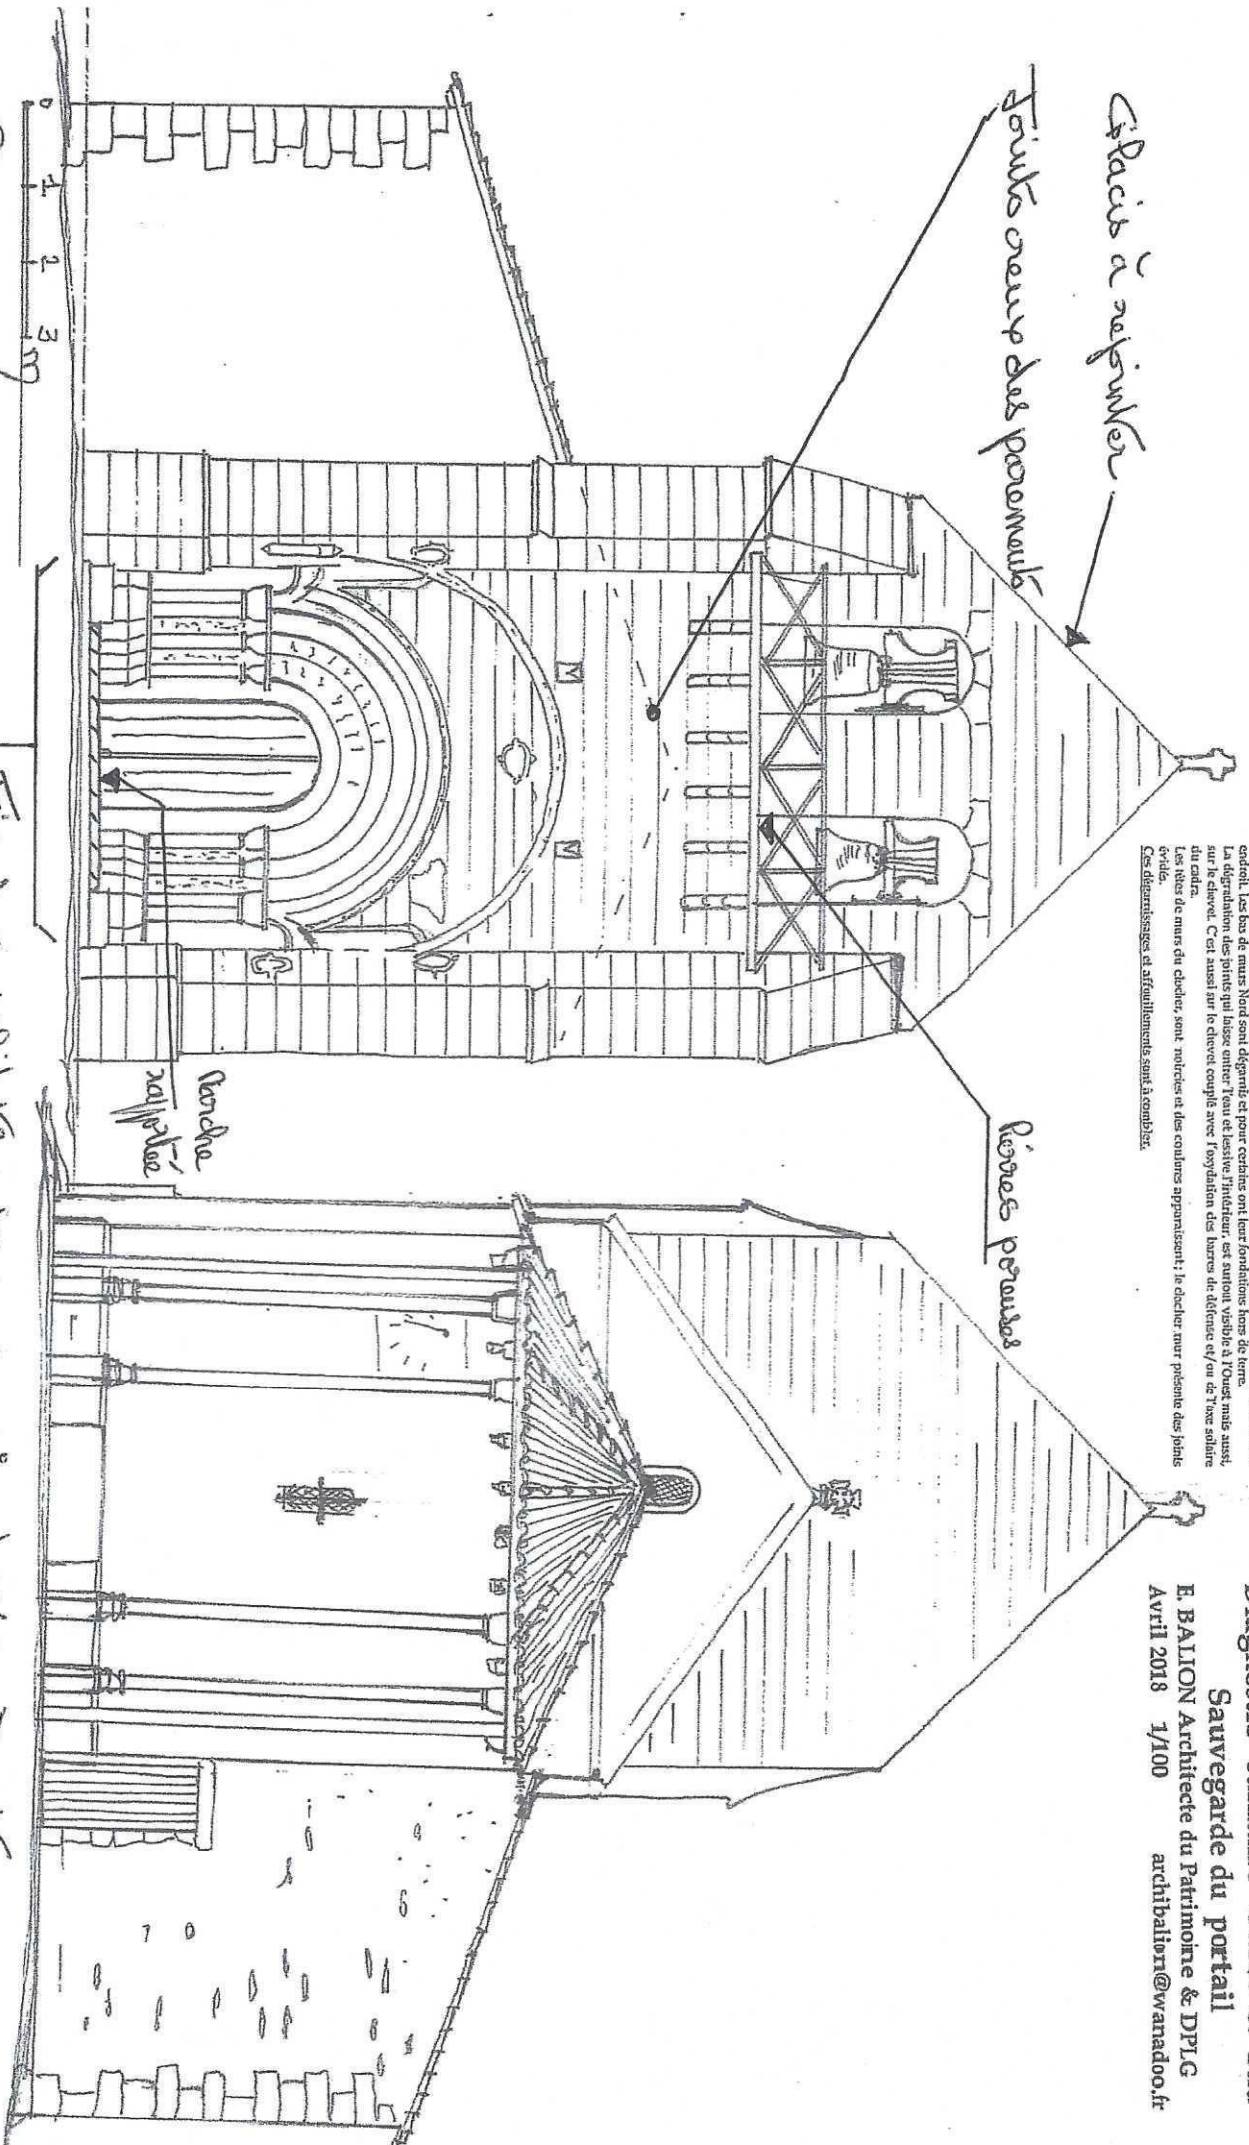 endroit. Les bas de murs Nord sont dégarnis et pour certains ont leur fondations hors de terre.
La dégradation des joints qui laisse entrer l'eau et lessive l'intérieur, est surtout visible à l'Ouest mais aussi,
sur le chevet. C'est aussi sur le chevet couplé avec l'oxydation des barres de défense et/ou de l'axe solaire
du cadra.
Les têtes de murs du clocher, sont noircies et des coulures apparaissent ; le clocher mur présente des joints
évidés.
Ces dégarnissages et affouillements sont à combler.
Sauvegarde du portail
E. BALION Architecte du Patrimoine & DPLG
Avril 2018 1/100 archibalion@wanadoo.fr
Glacis à rejointer
Joints creux des parements
Pierres poreuses
Marche
rapportée
0 1 2 3 m